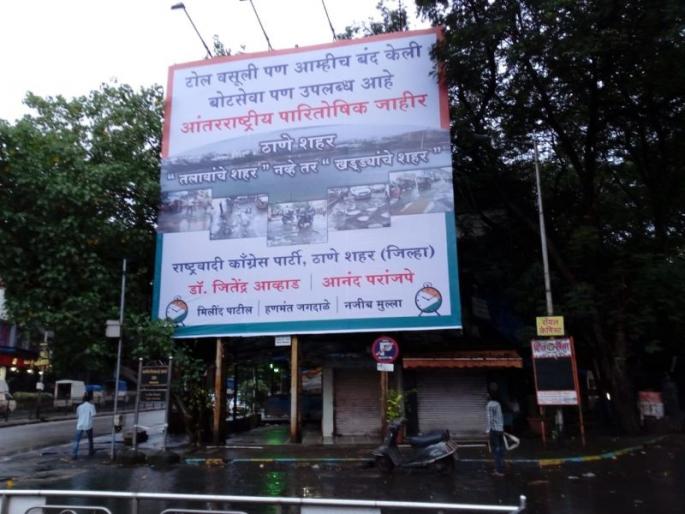 टोल वसूली पण आम्हीच बंद केली
बोटसेवा पण उपलब्ध आहे
आंतरराष्ट्रीय पारितोषिक जाहीर
ठाणे शहर
“ तलावांचे शहर ” नव्हे तर “ खड्ड्यांचे शहर ”
राष्ट्रवादी काँग्रेस पार्टी, ठाणे शहर (जिल्हा)
डॉ. जितेंद्र आव्हाड | आनंद परांजपे
मिलींद पाटील | हणमंत जगदाळे | नजीब मुल्ला
रॉयल
केमिस्ट